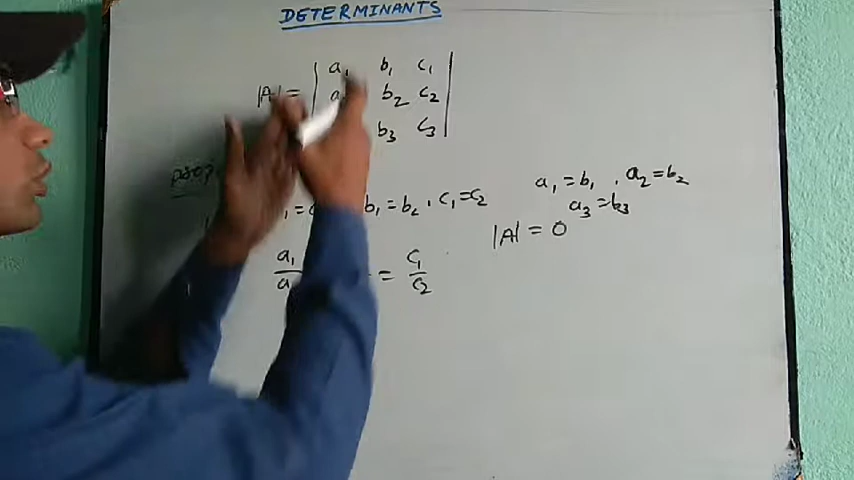 DETERMINANTS
a₁ b₁ c₁
|A| = b₂ c₂
b₃ c₃
b₁ = b₂ , c₁ = c₂
a₁ = b₁ , a₂ = b₂
a₃ = b₃
|A| = 0
a₁ = c₁
c₂